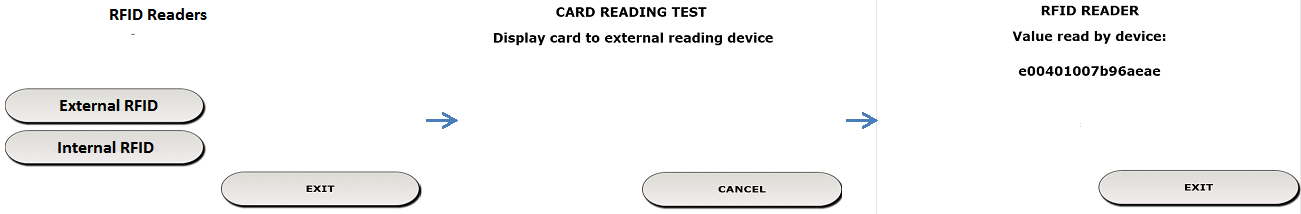 RFID Readers
External RFID
Internal RFID
EXIT
CARD READING TEST
Display card to external reading device
CANCEL
RFID READER
Value read by device:
e00401007b96aeae
EXIT